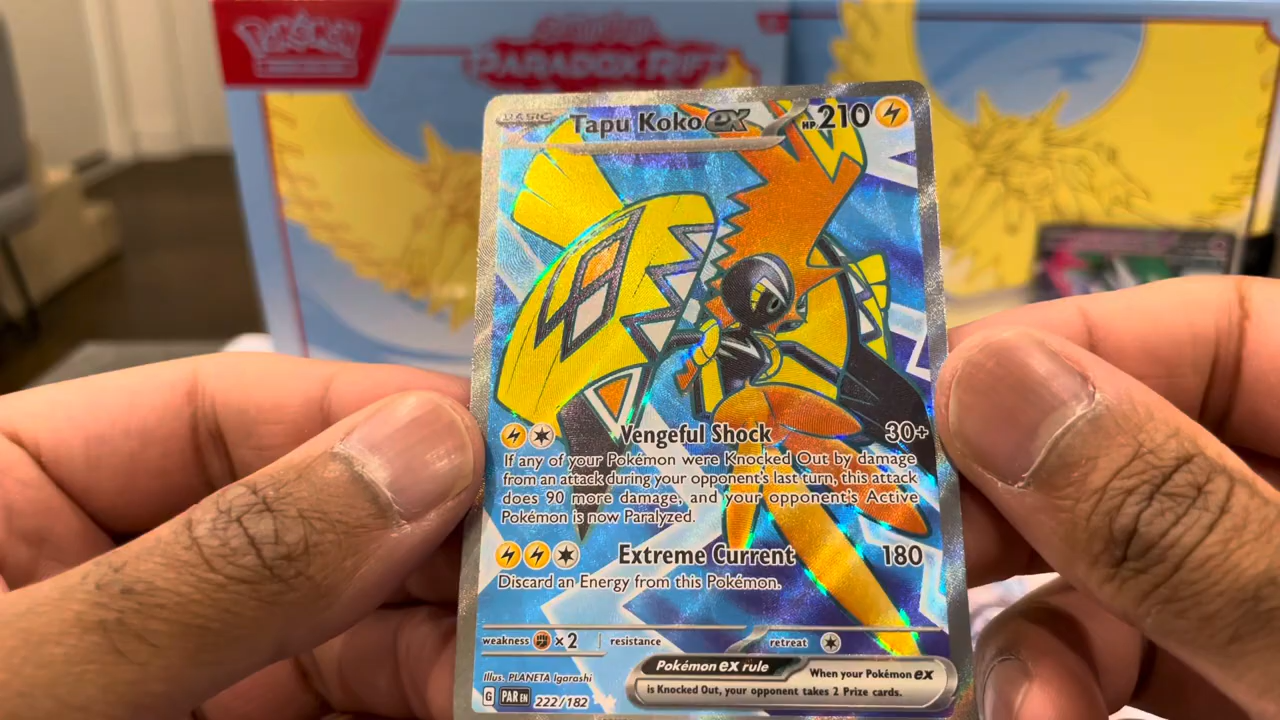 POKÉMON
PARADOX RIFT
BASIC
Tapu Koko ex
HP 210
Vengeful Shock 30+
If any of your Pokémon were Knocked Out by damage
from an attack during your opponent's last turn, this attack
does 90 more damage, and your opponent's Active
Pokémon is now Paralyzed.
Extreme Current 180
Discard an Energy from this Pokémon.
weakness x2 resistance retreat
Pokémon ex rule
When your Pokémon ex
is Knocked Out, your opponent takes 2 Prize cards.
Illus. PLANETA Igarashi
G PAR EN 222/182